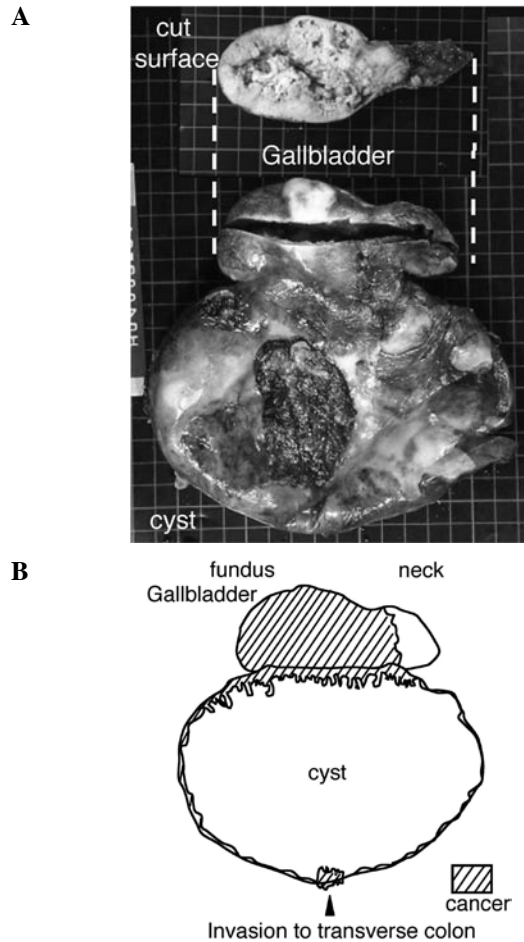 A
cut
surface
Gallbladder
cyst
B
fundus
neck
Gallbladder
cyst
cancer
Invasion to transverse colon